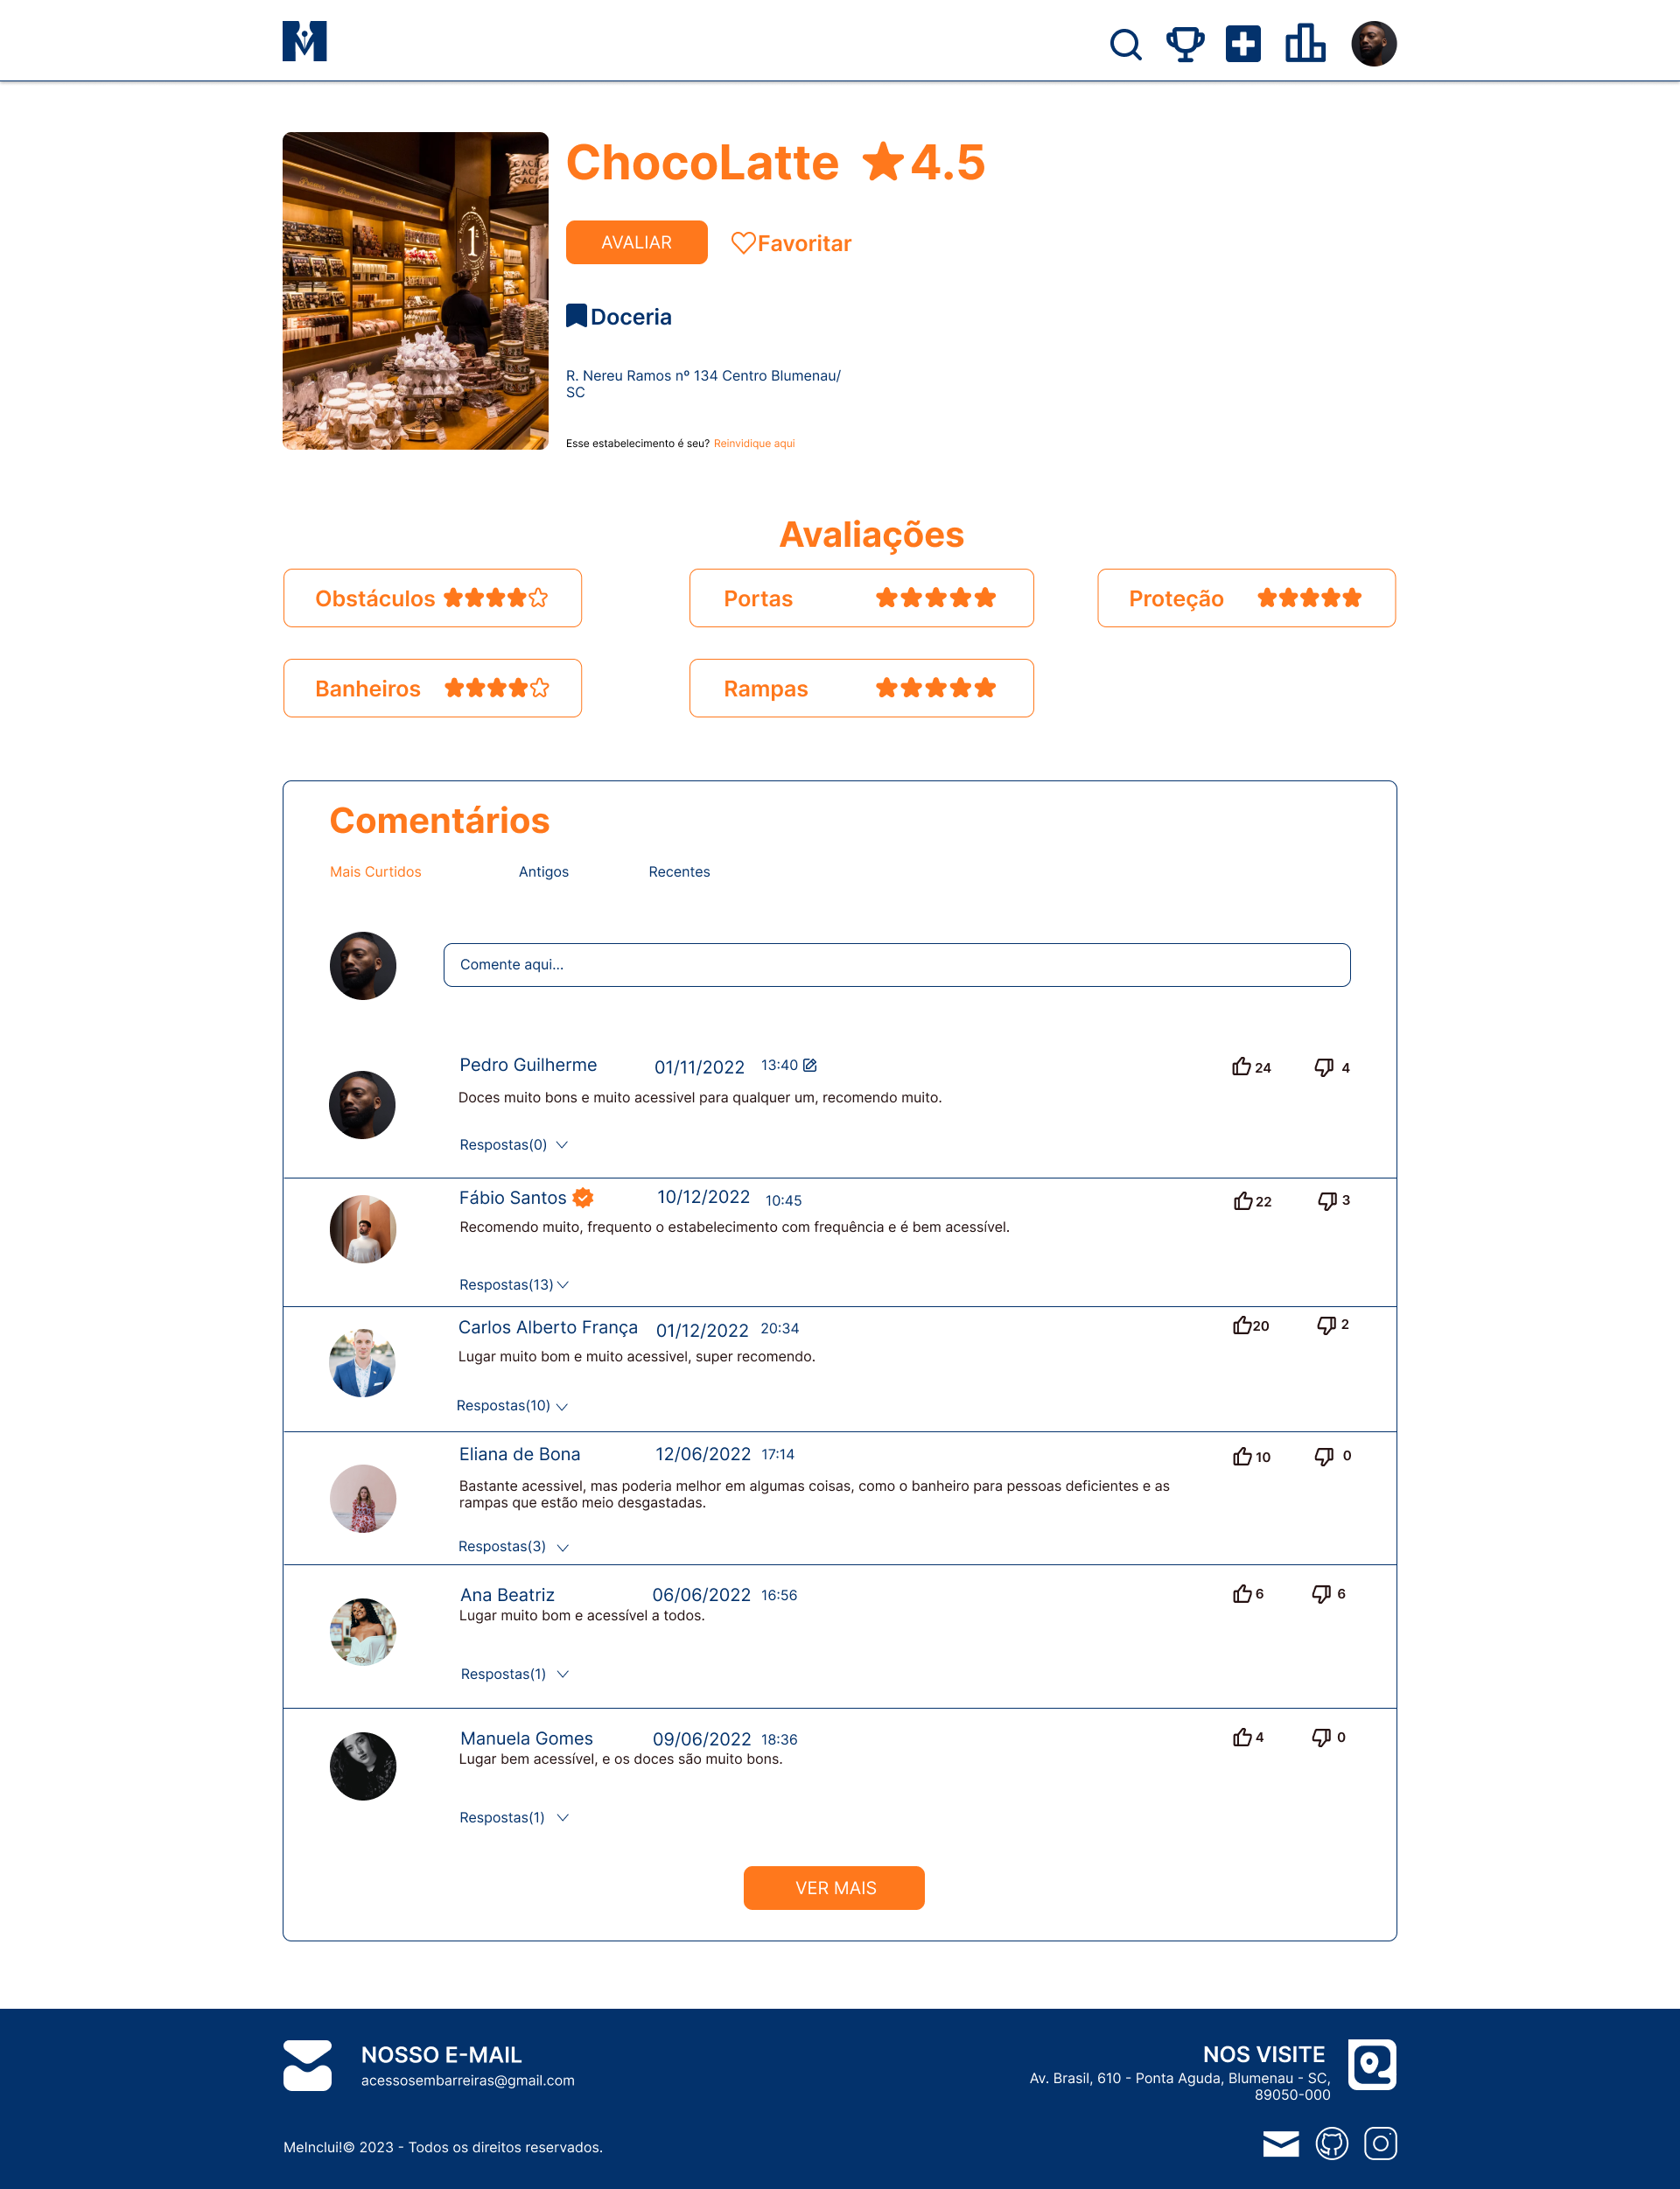 ChocoLatte 4.5
AVALIAR
Favoritar
Doceria
R. Nereu Ramos nº 134 Centro Blumenau/
SC
Esse estabelecimento é seu? Reinvidique aqui
Avaliações
Obstáculos
Portas
Proteção
Banheiros
Rampas
Comentários
Mais Curtidos
Antigos
Recentes
Comente aqui...
Pedro Guilherme 01/11/2022 13:40 24 4
Doces muito bons e muito acessivel para qualquer um, recomendo muito.
Respostas(0)
Fábio Santos 10/12/2022 10:45 22 3
Recomendo muito, frequento o estabelecimento com frequência e é bem acessível.
Respostas(13)
Carlos Alberto França 01/12/2022 20:34 20 2
Lugar muito bom e muito acessivel, super recomendo.
Respostas(10)
Eliana de Bona 12/06/2022 17:14 10 0
Bastante acessivel, mas poderia melhor em algumas coisas, como o banheiro para pessoas deficientes e as
rampas que estão meio desgastadas.
Respostas(3)
Ana Beatriz 06/06/2022 16:56 6 6
Lugar muito bom e acessível a todos.
Respostas(1)
Manuela Gomes 09/06/2022 18:36 4 0
Lugar bem acessível, e os doces são muito bons.
Respostas(1)
VER MAIS
NOSSO E-MAIL
acessosembarreiras@gmail.com
NOS VISITE
Av. Brasil, 610 - Ponta Aguda, Blumenau - SC,
89050-000
MeInclui!© 2023 - Todos os direitos reservados.